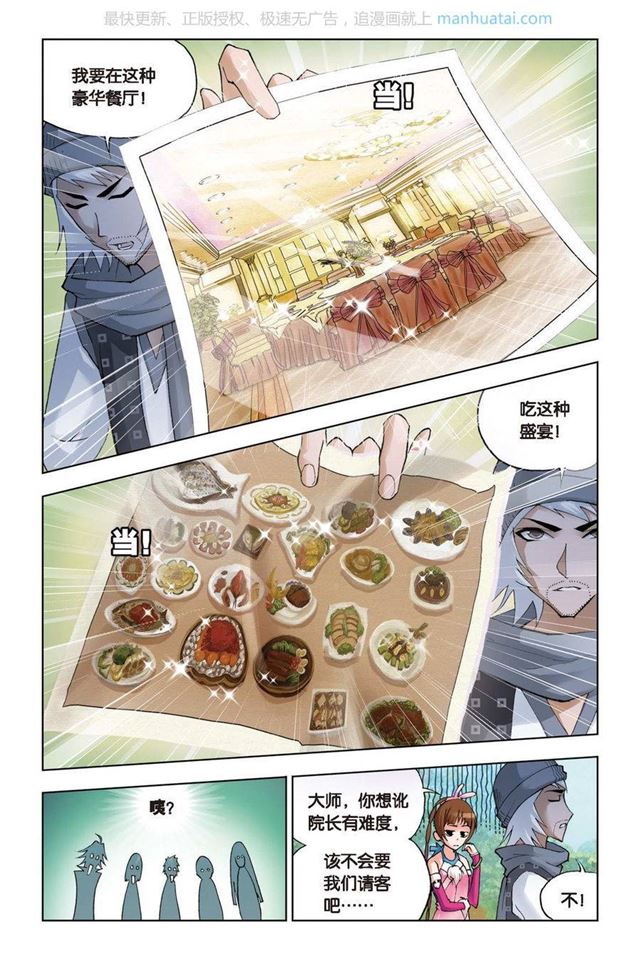 最快更新、正版授权、极速无广告，追漫画就上 manhuatai.com
我要在这种
豪华餐厅！
当！
吃这种
盛宴！
当！
咦？
大师，你想讹
院长有难度，
该不会要
我们请客
吧……
不！